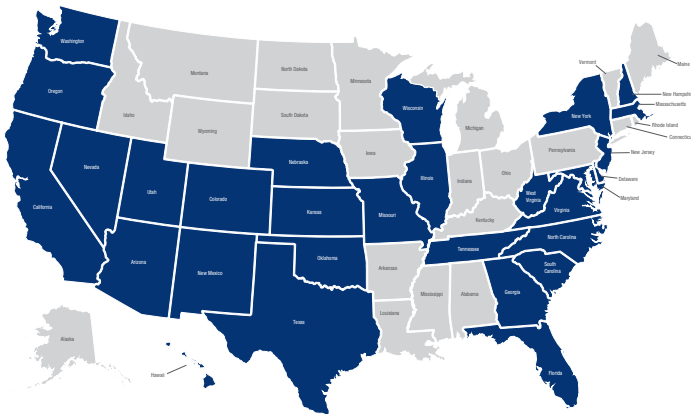 Washington
Oregon
California
Nevada
Idaho
Montana
Wyoming
Utah
Arizona
Colorado
New Mexico
North Dakota
South Dakota
Nebraska
Kansas
Oklahoma
Texas
Minnesota
Iowa
Missouri
Arkansas
Louisiana
Wisconsin
Illinois
Michigan
Indiana
Ohio
Kentucky
Tennessee
Mississippi
Alabama
Georgia
Florida
South
Carolina
North Carolina
Virginia
West
Virginia
Pennsylvania
New York
Vermont
Maine
New Hampshi
Massachusetts
Rhode Island
Connecticu
New Jersey
Delaware
Maryland
Alaska
Hawaii